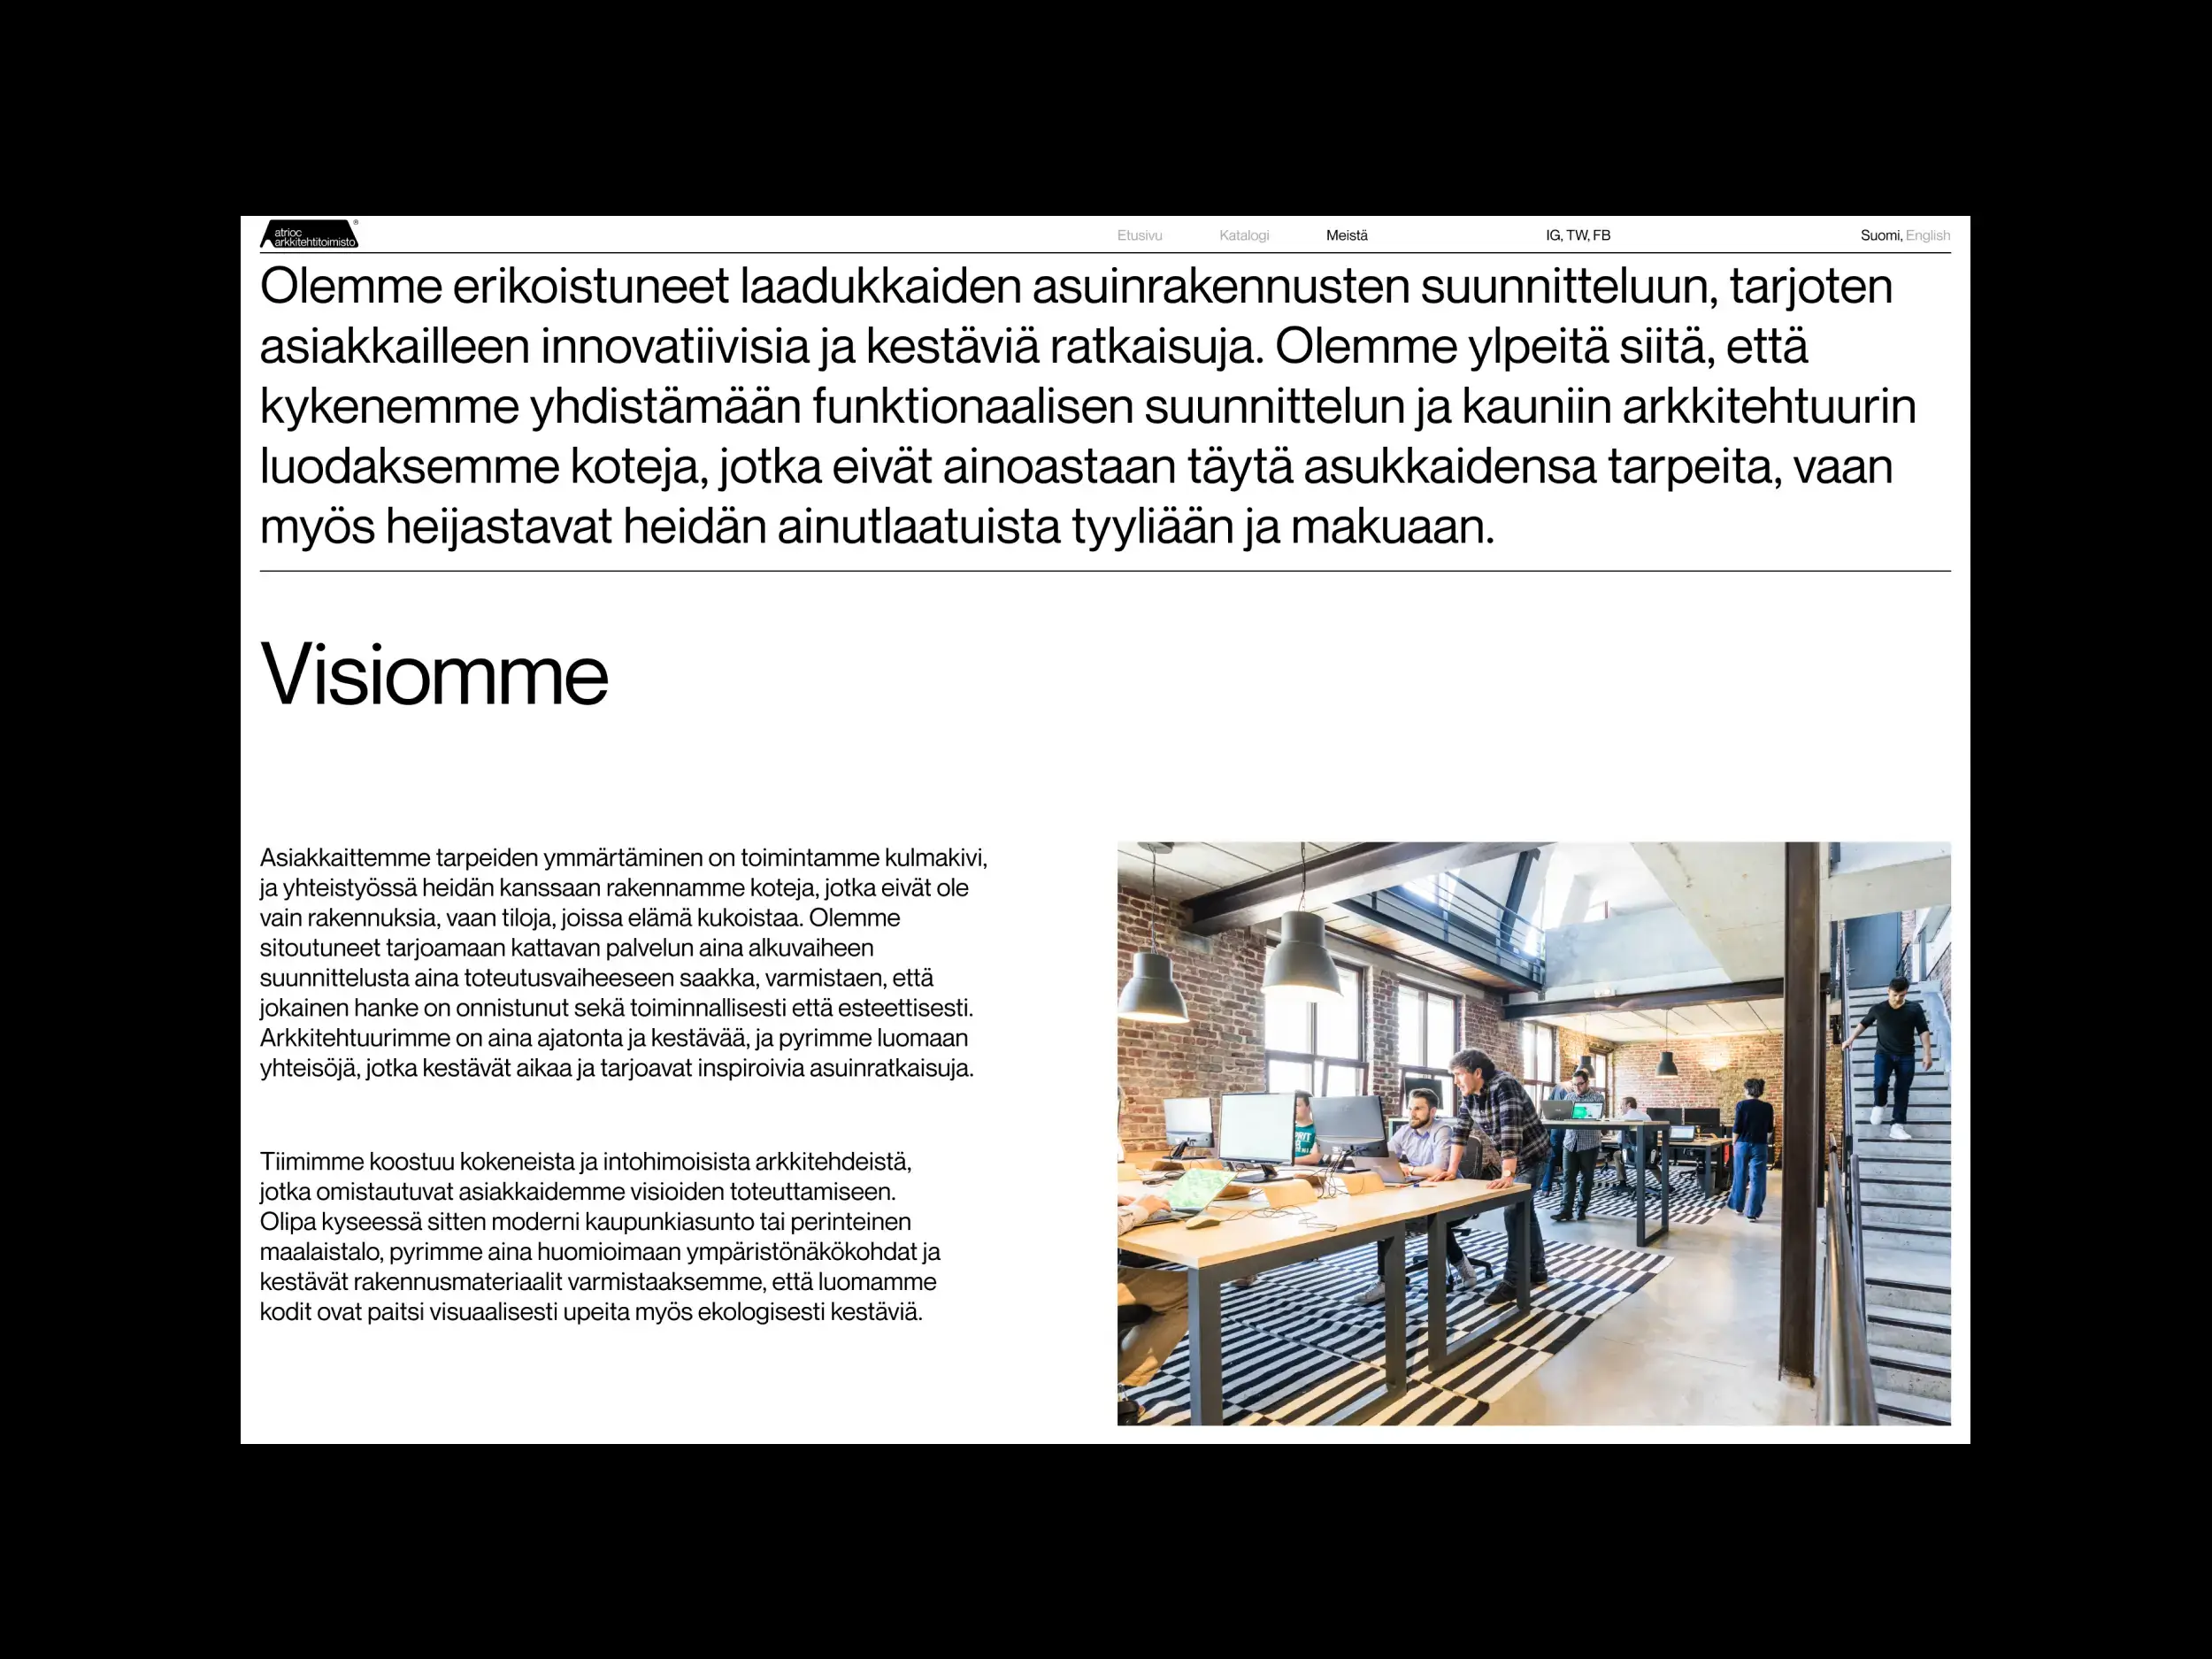 atrioc
arkkitehtitoimisto
®
Etusivu
Katalogi
Meistä
IG, TW, FB
Suomi, English
Olemme erikoistuneet laadukkaiden asuinrakennusten suunnitteluun, tarjoten
asiakkailleen innovatiivisia ja kestäviä ratkaisuja. Olemme ylpeitä siitä, että
kykenemme yhdistämään funktionaalisen suunnittelun ja kauniin arkkitehtuurin
luodaksemme koteja, jotka eivät ainoastaan täytä asukkaidensa tarpeita, vaan
myös heijastavat heidän ainutlaatuista tyyliään ja makuaan.
Visiomme
Asiakkaittemme tarpeiden ymmärtäminen on toimintamme kulmakivi,
ja yhteistyössä heidän kanssaan rakennamme koteja, jotka eivät ole
vain rakennuksia, vaan tiloja, joissa elämä kukoistaa. Olemme
sitoutuneet tarjoamaan kattavan palvelun aina alkuvaiheen
suunnittelusta aina toteutusvaiheeseen saakka, varmistaen, että
jokainen hanke on onnistunut sekä toiminnallisesti että esteettisesti.
Arkkitehtuurimme on aina ajatonta ja kestävää, ja pyrimme luomaan
yhteisöjä, jotka kestävät aikaa ja tarjoavat inspiroivia asuinratkaisuja.
Tiimimme koostuu kokeneista ja intohimoisista arkkitehdeistä,
jotka omistautuvat asiakkaidemme visioiden toteuttamiseen.
Olipa kyseessä sitten moderni kaupunkiasunto tai perinteinen
maalaistalo, pyrimme aina huomioimaan ympäristönäkökohdat ja
kestävät rakennusmateriaalit varmistaaksemme, että luomamme
kodit ovat paitsi visuaalisesti upeita myös ekologisesti kestäviä.